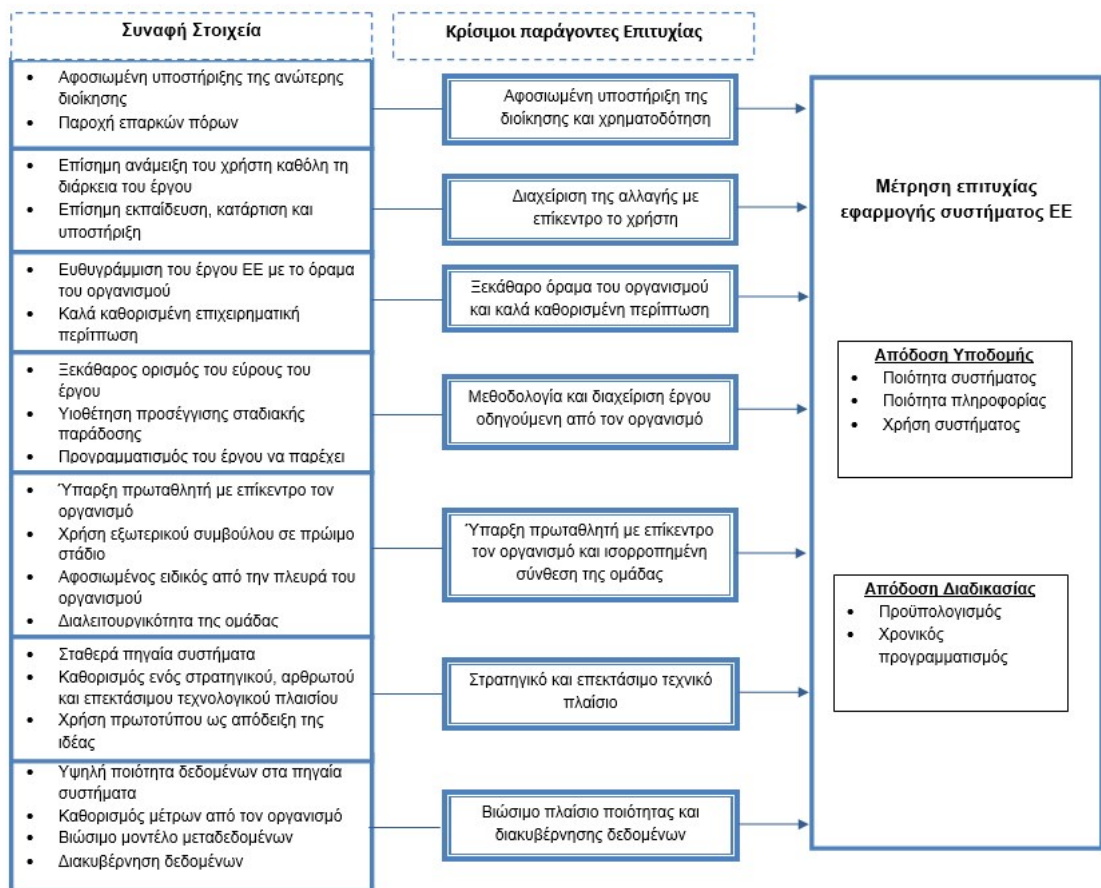 Συναφή Στοιχεία
• Αφοσιωμένη υποστήριξης της ανώτερης
διοίκησης
• Παροχή επαρκών πόρων
• Επίσημη ανάμειξη του χρήστη καθόλη τη
διάρκεια του έργου
• Επίσημη εκπαίδευση, κατάρτιση και
υποστήριξη
• Ευθυγράμμιση του έργου ΕΕ με το όραμα
του οργανισμού
• Καλά καθορισμένη επιχειρηματική
περίπτωση
• Ξεκάθαρος ορισμός του εύρους του
έργου
• Υιοθέτηση προσέγγισης σταδιακής
παράδοσης
• Προγραμματισμός του έργου να παρέχει
• Ύπαρξη πρωταθλητή με επίκεντρο τον
οργανισμό
• Χρήση εξωτερικού συμβούλου σε πρώιμο
στάδιο
• Αφοσιωμένος ειδικός από την πλευρά του
οργανισμού
• Διαλειτουργικότητα της ομάδας
• Σταθερά πηγαία συστήματα
• Καθορισμός ενός στρατηγικού, αρθρωτού
και επεκτάσιμου τεχνολογικού πλαισίου
• Χρήση πρωτοτύπου ως απόδειξη της
ιδέας
• Υψηλή ποιότητα δεδομένων στα πηγαία
συστήματα
• Καθορισμός μέτρων από τον οργανισμό
• Βιώσιμο μοντέλο μεταδεδομένων
• Διακυβέρνηση δεδομένων
Κρίσιμοι παράγοντες Επιτυχίας
Αφοσιωμένη υποστήριξη της
διοίκησης και χρηματοδότηση
Διαχείριση της αλλαγής με
επίκεντρο το χρήστη
Ξεκάθαρο όραμα του οργανισμού
και καλά καθορισμένη περίπτωση
Μεθοδολογία και διαχείριση έργου
οδηγούμενη από τον οργανισμό
Ύπαρξη πρωταθλητή με επίκεντρο
τον οργανισμό και ισορροπημένη
σύνθεση της ομάδας
Στρατηγικό και επεκτάσιμο τεχνικό
πλαίσιο
Βιώσιμο πλαίσιο ποιότητας και
διακυβέρνησης δεδομένων
Μέτρηση επιτυχίας
εφαρμογής συστήματος ΕΕ
Απόδοση Υποδομής
• Ποιότητα συστήματος
• Ποιότητα πληροφορίας
• Χρήση συστήματος
Απόδοση Διαδικασίας
• Προϋπολογισμός
• Χρονικός
προγραμματισμός